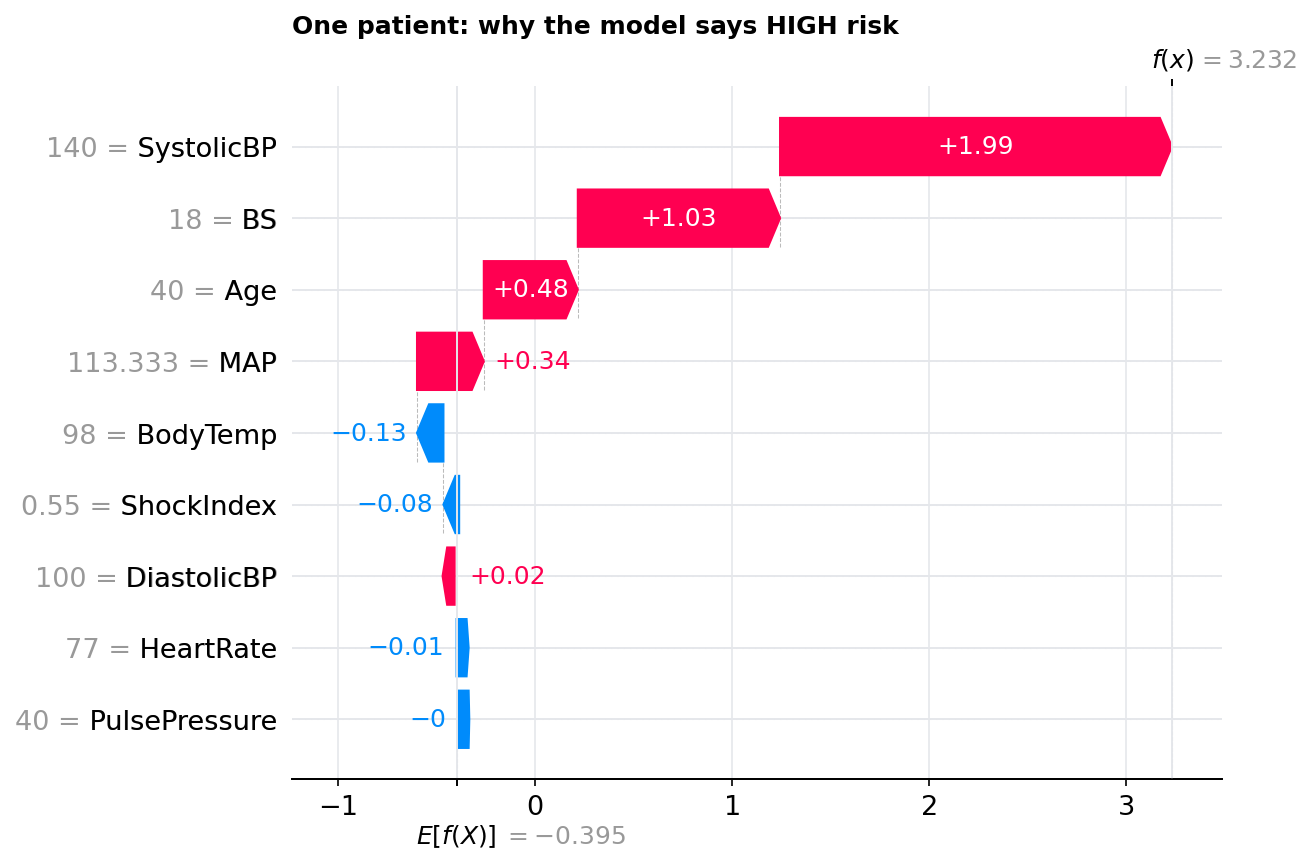 One patient: why the model says HIGH risk
f(x) = 3.232
140 = SystolicBP +1.99
18 = BS +1.03
40 = Age +0.48
113.333 = MAP +0.34
98 = BodyTemp −0.13
0.55 = ShockIndex −0.08
100 = DiastolicBP +0.02
77 = HeartRate −0.01
40 = PulsePressure −0
−1 0 1 2 3
E[f(X)] = −0.395